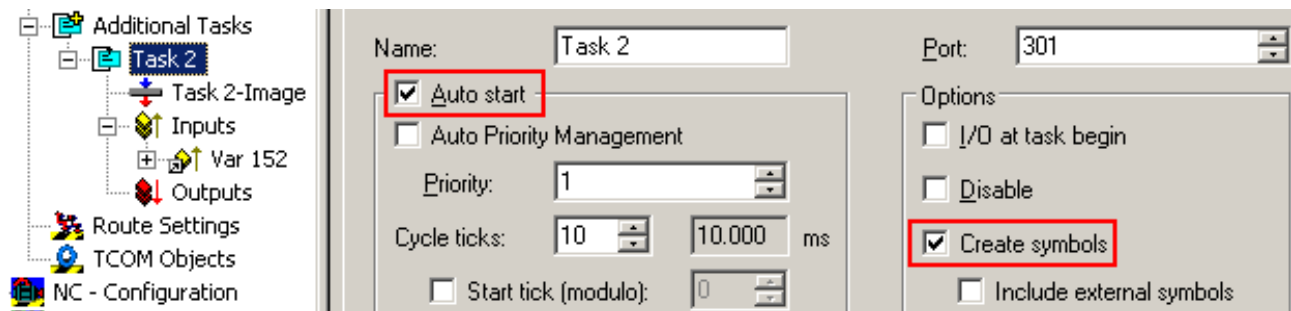 Additional Tasks
Task 2
Task 2-Image
Inputs
Var 152
Outputs
Route Settings
TCOM Objects
NC - Configuration
Name: Task 2
Auto start
Auto Priority Management
Priority: 1
Cycle ticks: 10 10.000 ms
Start tick (modulo): 0
Port: 301
Options
I/O at task begin
Disable
Create symbols
Include external symbols